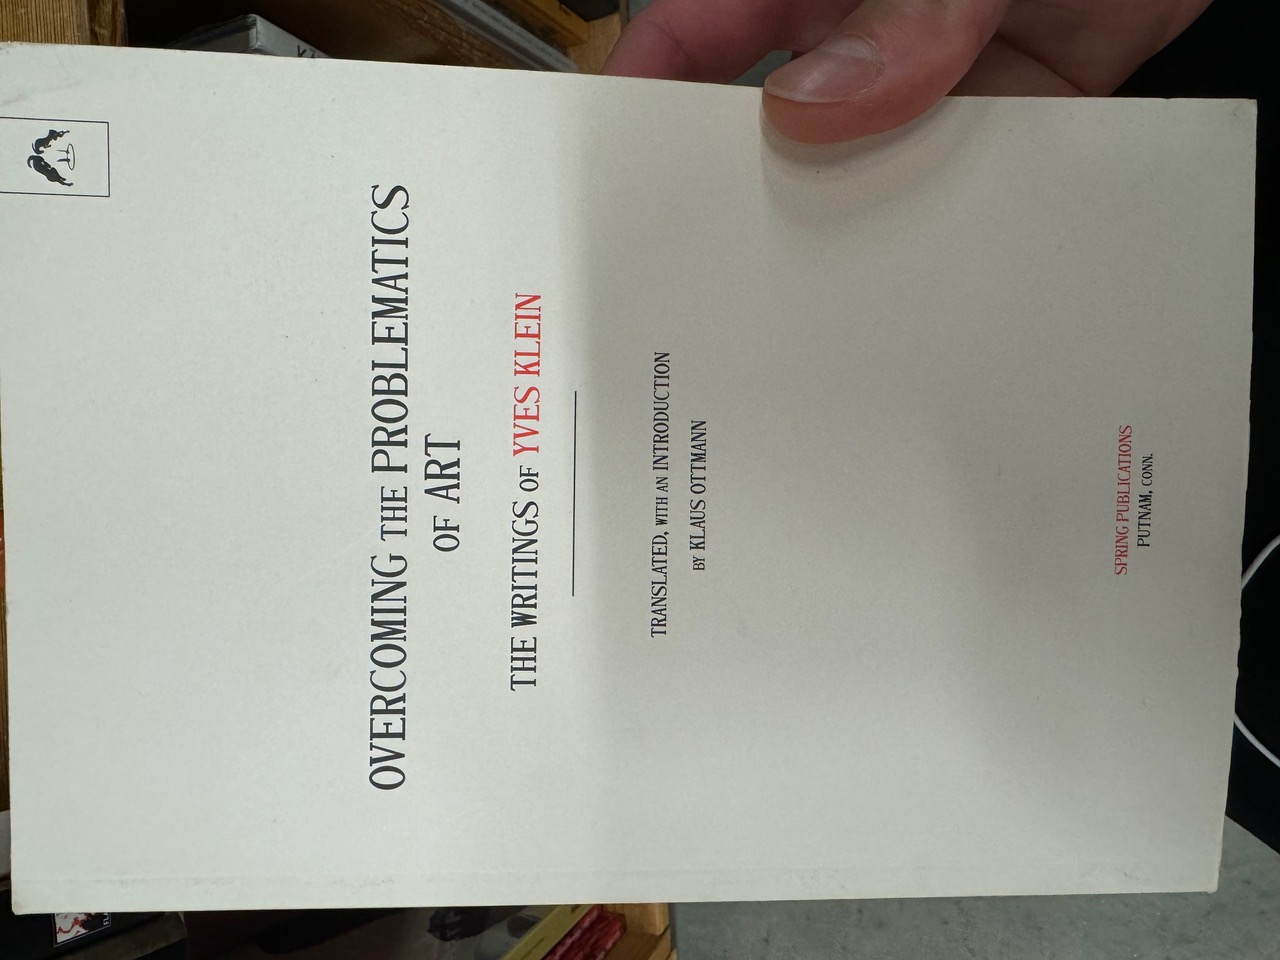 OVERCOMING THE PROBLEMATICS
OF ART
THE WRITINGS OF YVES KLEIN
TRANSLATED, WITH AN INTRODUCTION
BY KLAUS OTTMANN
SPRING PUBLICATIONS
PUTNAM, CONN.